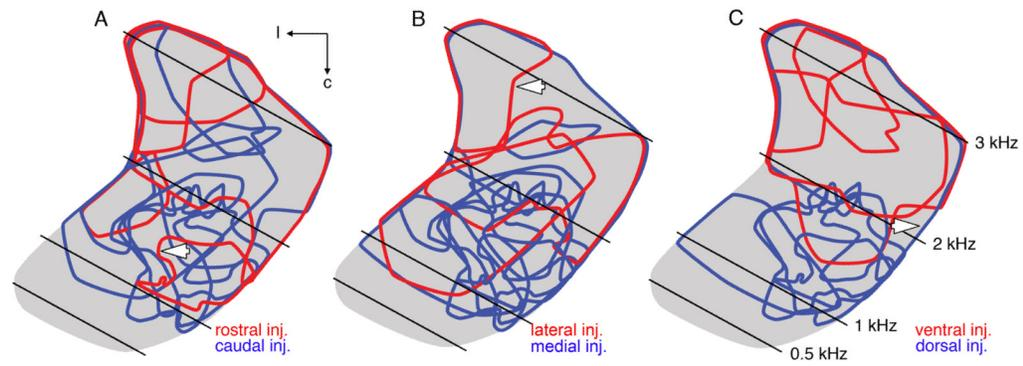 A
B
C
l
c
3 kHz
2 kHz
1 kHz
0.5 kHz
rostral inj.
caudal inj.
lateral inj.
medial inj.
ventral inj.
dorsal inj.